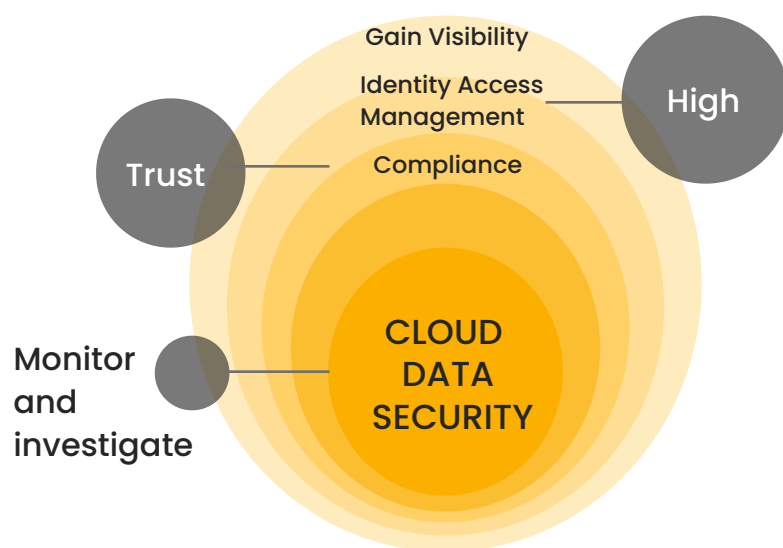 Gain Visibility
Identity Access
Management
High
Compliance
Trust
CLOUD
DATA
SECURITY
Monitor
and
investigate